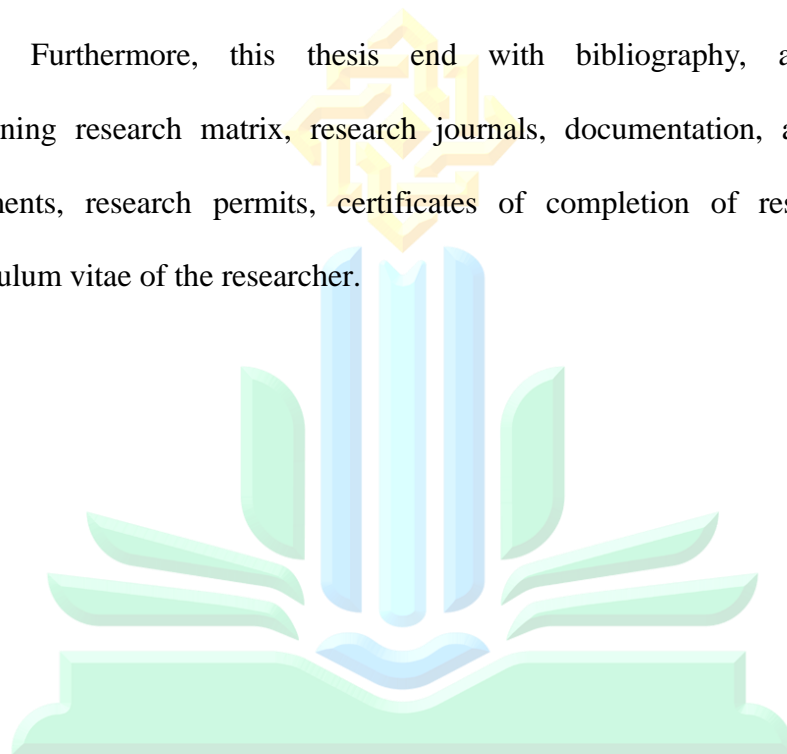 Furthermore, this thesis end with bibliography, a
ning research matrix, research journals, documentation, a
ents, research permits, certificates of completion of res
ulum vitae of the researcher.